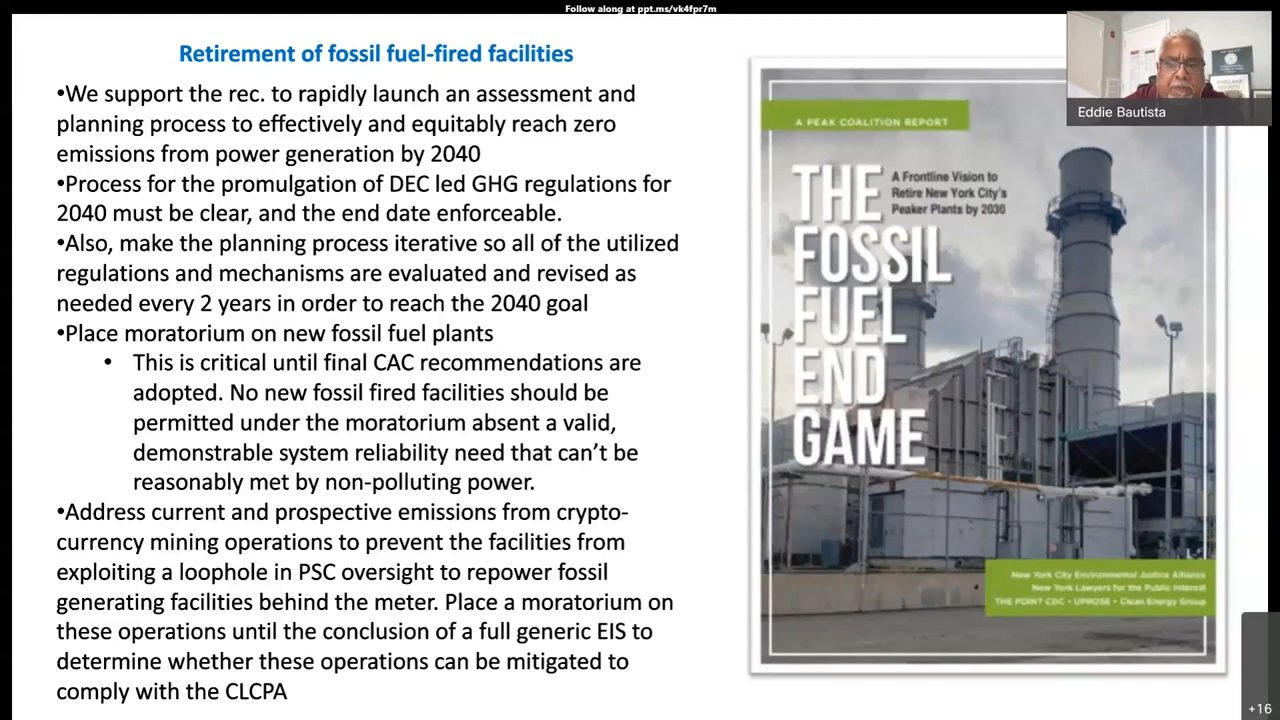 Follow along at ppt.ms/vk4fpr7m
Retirement of fossil fuel-fired facilities
•We support the rec. to rapidly launch an assessment and
planning process to effectively and equitably reach zero
emissions from power generation by 2040
•Process for the promulgation of DEC led GHG regulations for
2040 must be clear, and the end date enforceable.
•Also, make the planning process iterative so all of the utilized
regulations and mechanisms are evaluated and revised as
needed every 2 years in order to reach the 2040 goal
•Place moratorium on new fossil fuel plants
• This is critical until final CAC recommendations are
adopted. No new fossil fired facilities should be
permitted under the moratorium absent a valid,
demonstrable system reliability need that can’t be
reasonably met by non-polluting power.
•Address current and prospective emissions from crypto-
currency mining operations to prevent the facilities from
exploiting a loophole in PSC oversight to repower fossil
generating facilities behind the meter. Place a moratorium on
these operations until the conclusion of a full generic EIS to
determine whether these operations can be mitigated to
comply with the CLCPA
A PEAK COALITION REPORT
THE
FOSSIL
FUEL
END
GAME
A Frontline Vision to
Retire New York City's
Peaker Plants by 2030
New York City Environmental Justice Alliance
New York Lawyers for the Public Interest
THE POINT CDC • UPROSE • Clean Energy Group
Eddie Bautista
+16